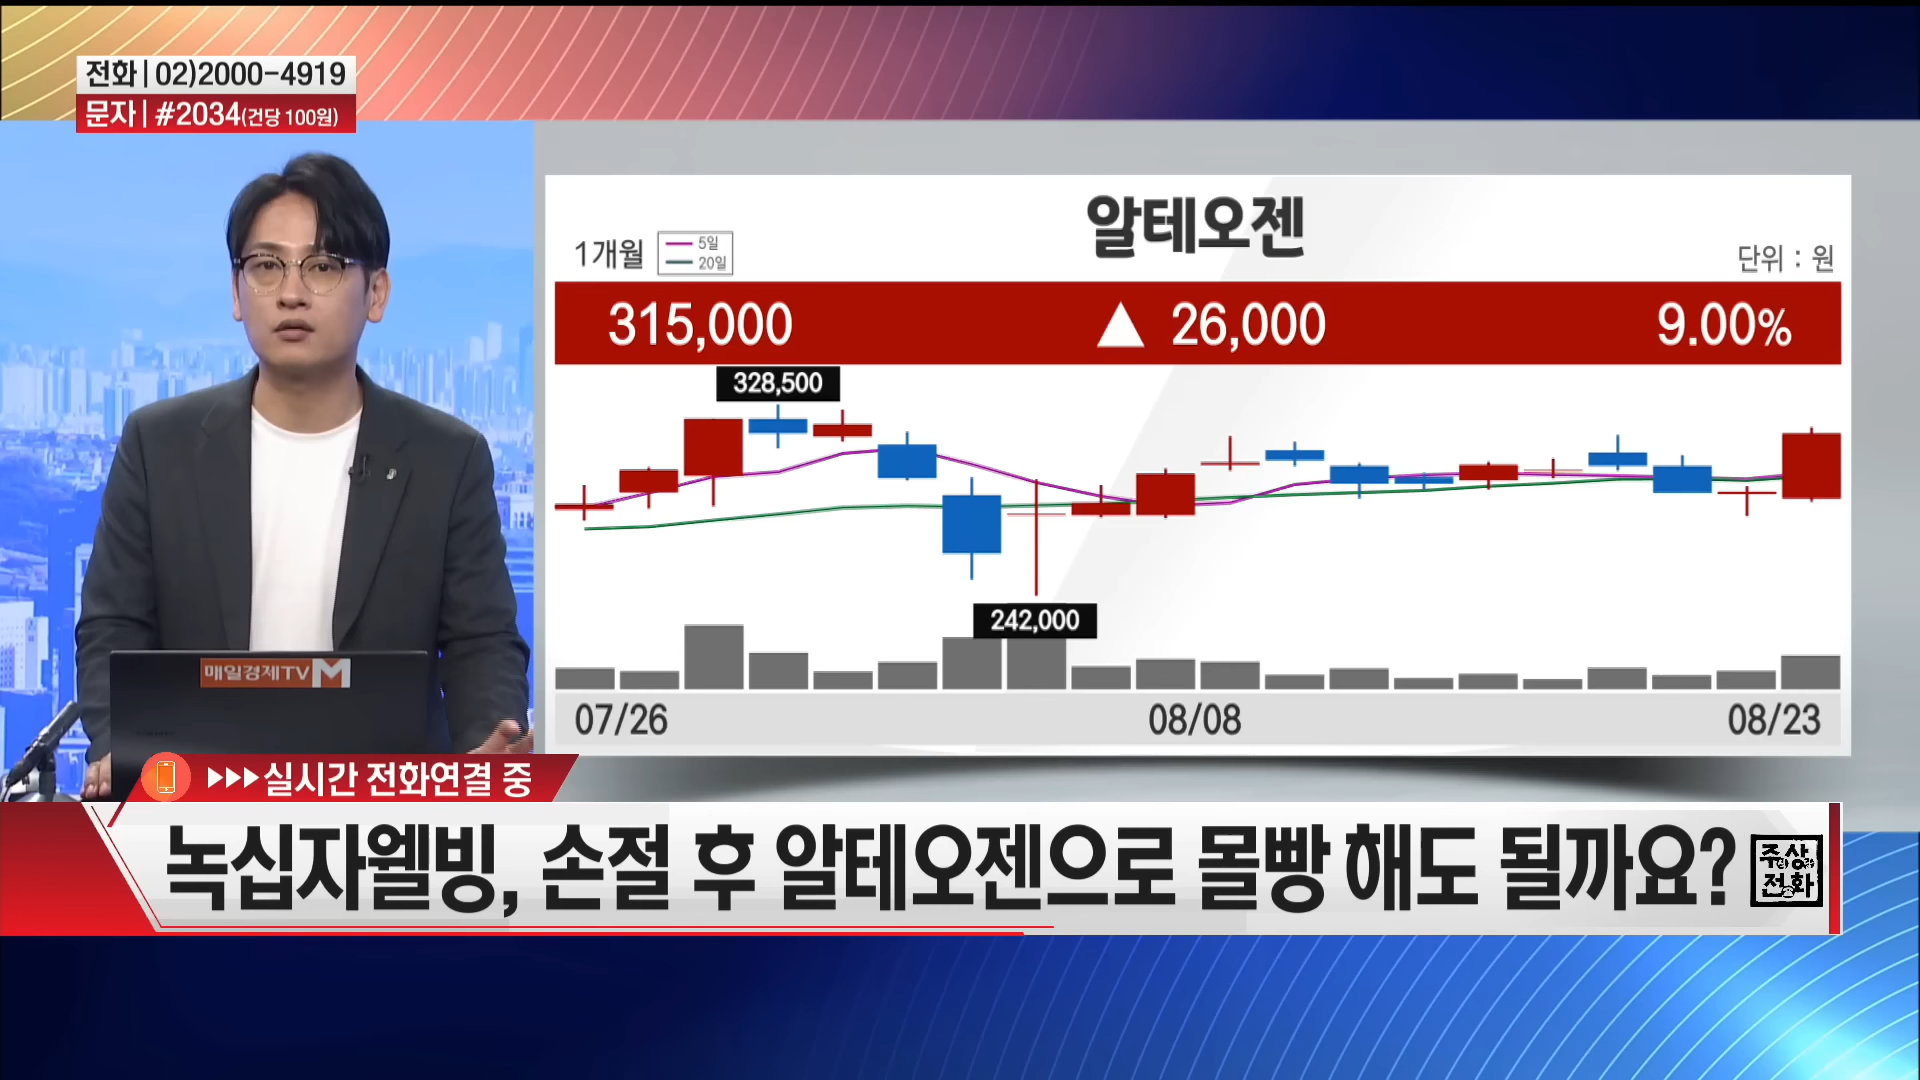 전화 | 02)2000-4919
문자 | #2034(건당 100원)
알테오젠
1개월
5일
20일
단위 : 원
315,000 ▲ 26,000 9.00%
328,500
242,000
07/26 08/08 08/23
매일경제TV M
▶▶▶실시간 전화연결 중
녹십자웰빙, 손절 후 알테오젠으로 몰빵 해도 될까요?
주상
전화